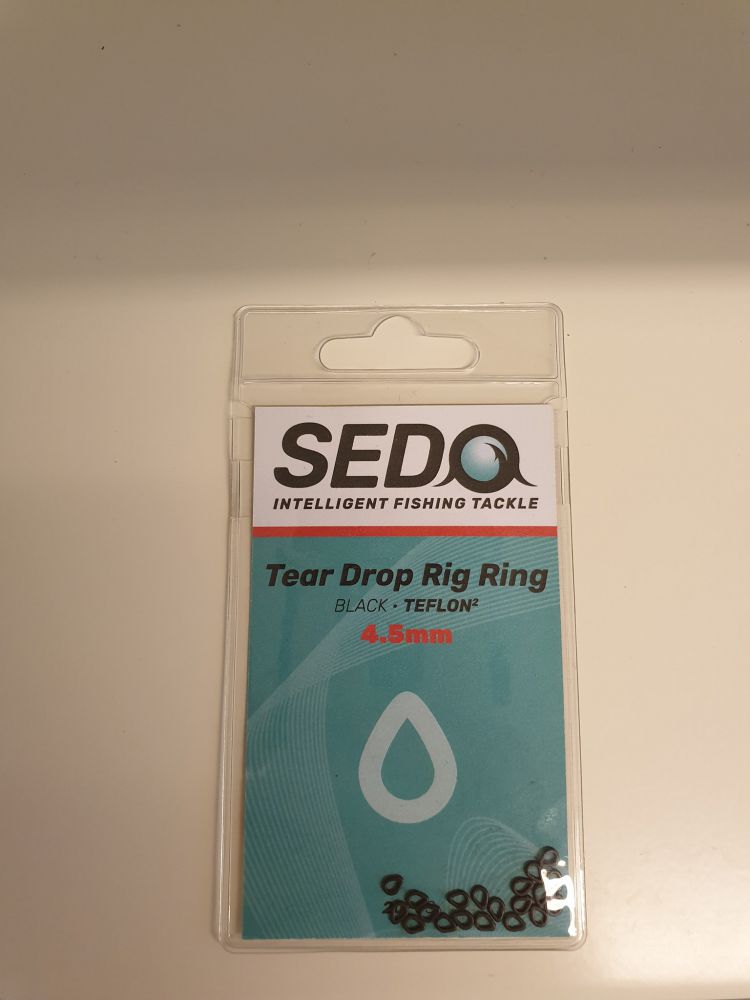 SEDO
INTELLIGENT FISHING TACKLE
Tear Drop Rig Ring
BLACK • TEFLON²
4.5mm